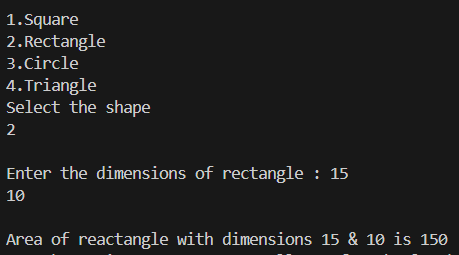 1.Square
2.Rectangle
3.Circle
4.Triangle
Select the shape
2
Enter the dimensions of rectangle : 15
10
Area of reactangle with dimensions 15 & 10 is 150